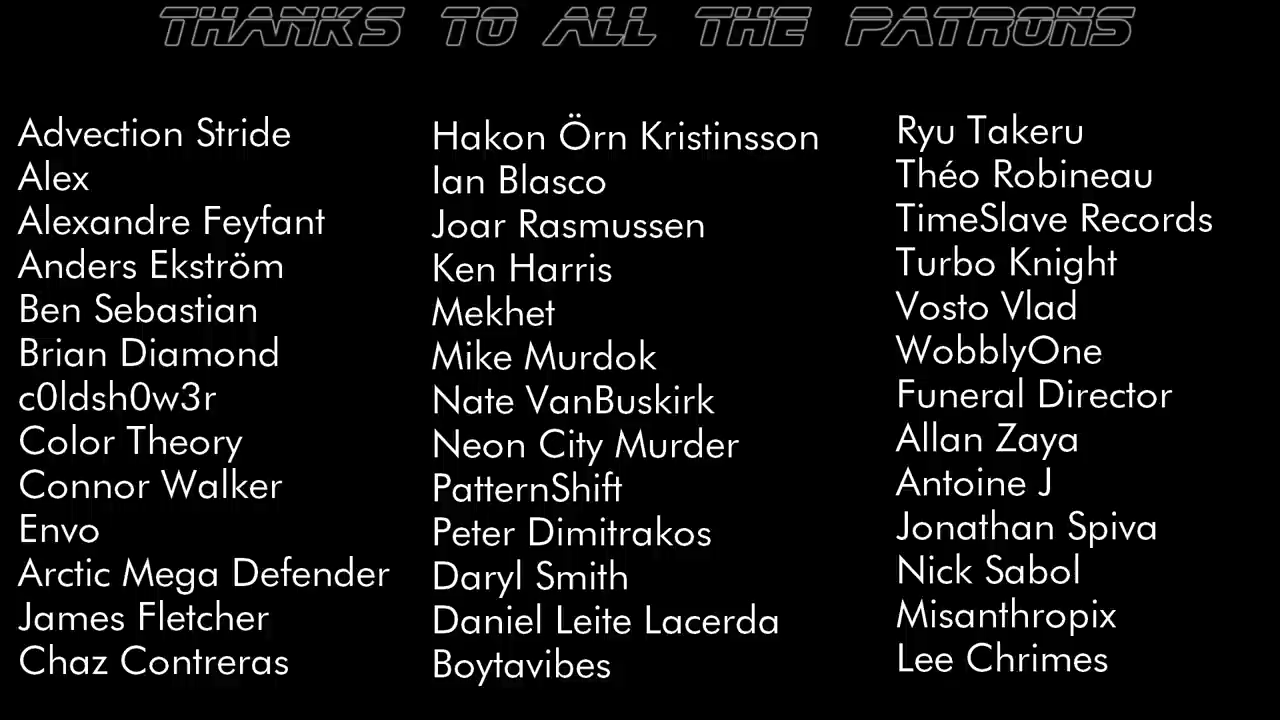 THANKS TO ALL THE PATRONS
Advection Stride
Alex
Alexandre Feyfant
Anders Ekström
Ben Sebastian
Brian Diamond
c0ldsh0w3r
Color Theory
Connor Walker
Envo
Arctic Mega Defender
James Fletcher
Chaz Contreras
Hakon Örn Kristinsson
Ian Blasco
Joar Rasmussen
Ken Harris
Mekhet
Mike Murdok
Nate VanBuskirk
Neon City Murder
PatternShift
Peter Dimitrakos
Daryl Smith
Daniel Leite Lacerda
Boytavibes
Ryu Takeru
Théo Robineau
TimeSlave Records
Turbo Knight
Vosto Vlad
WobblyOne
Funeral Director
Allan Zaya
Antoine J
Jonathan Spiva
Nick Sabol
Misanthropix
Lee Chrimes